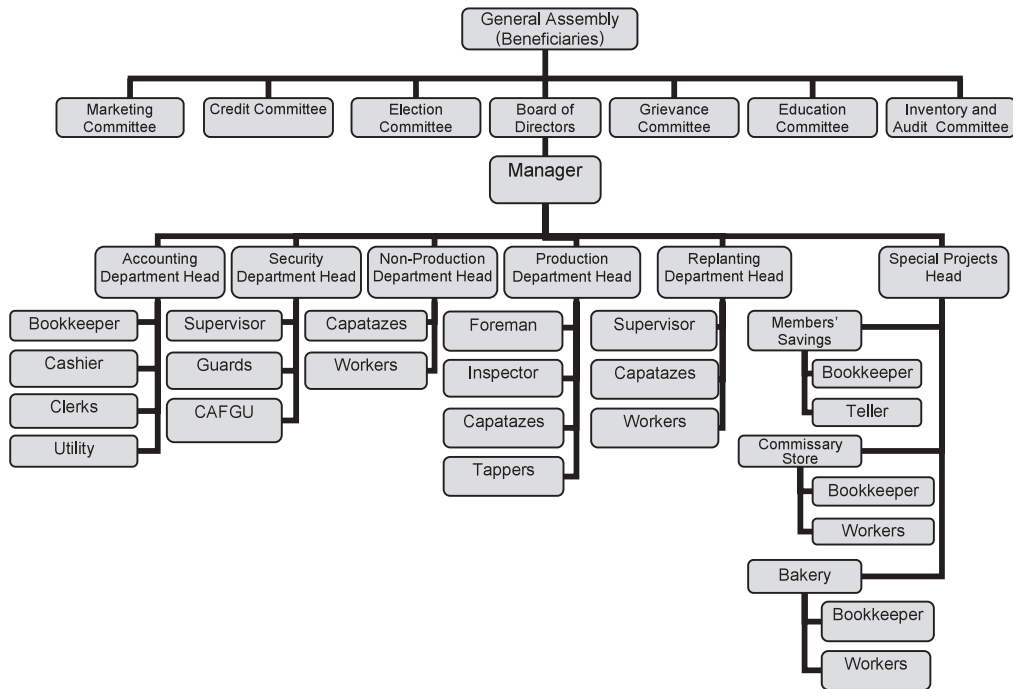 General Assembly
(Beneficiaries)
Marketing
Committee
Credit Committee
Election
Committee
Board of
Directors
Grievance
Committee
Education
Committee
Inventory and
Audit Committee
Manager
Accounting
Department Head
Security
Department Head
Non-Production
Department Head
Production
Department Head
Replanting
Department Head
Special Projects
Head
Bookkeeper
Cashier
Clerks
Utility
Supervisor
Guards
CAFGU
Capatazes
Workers
Foreman
Inspector
Capatazes
Tappers
Supervisor
Capatazes
Workers
Members'
Savings
Bookkeeper
Teller
Commissary
Store
Bookkeeper
Workers
Bakery
Bookkeeper
Workers